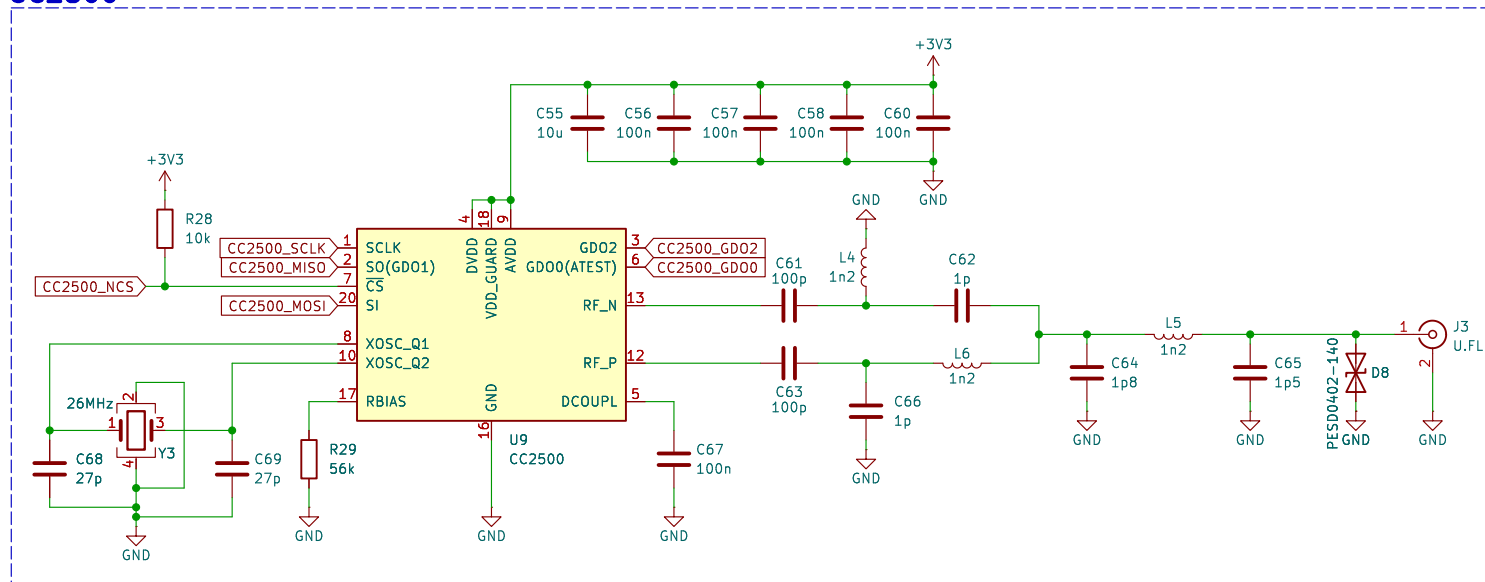 CC2500
+3V3
C55
10u
C56
100n
C57
100n
C58
100n
C60
100n
GND
+3V3
R28
10k
CC2500_SCLK
CC2500_MISO
CC2500_NCS
CC2500_MOSI
1
2
7
20
8
10
17
4
18
9
SCLK
SO(GDO1)
CS
SI
XOSC_Q1
XOSC_Q2
RBIAS
DVDD
VDD_GUARD
AVDD
GDO2
GDO0(ATEST)
RF_N
RF_P
DCOUPL
GND
3
6
13
12
5
16
CC2500_GDO2
CC2500_GDO0
U9
CC2500
GND
26MHz
1
2
3
4
Y3
C68
27p
C69
27p
GND
R29
56k
GND
C67
100n
GND
C61
100p
GND
L4
1n2
C62
1p
C63
100p
L6
1n2
C66
1p
GND
C64
1p8
GND
L5
1n2
C65
1p5
GND
PESD0402-140
D8
GND
1
2
J3
U.FL
GND